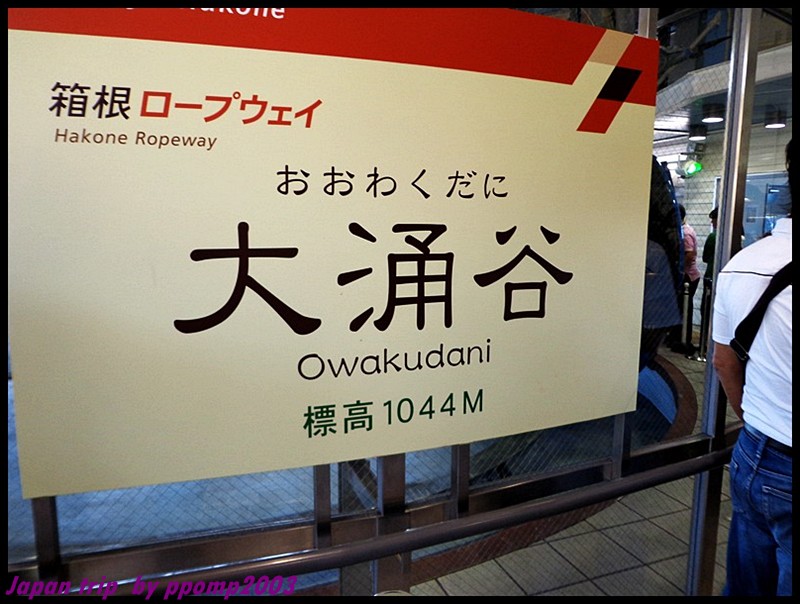 箱根ロープウェイ
Hakone Ropeway
おおわくだに
大涌谷
Owakudani
標高1044M
Japan trip by ppomp2003